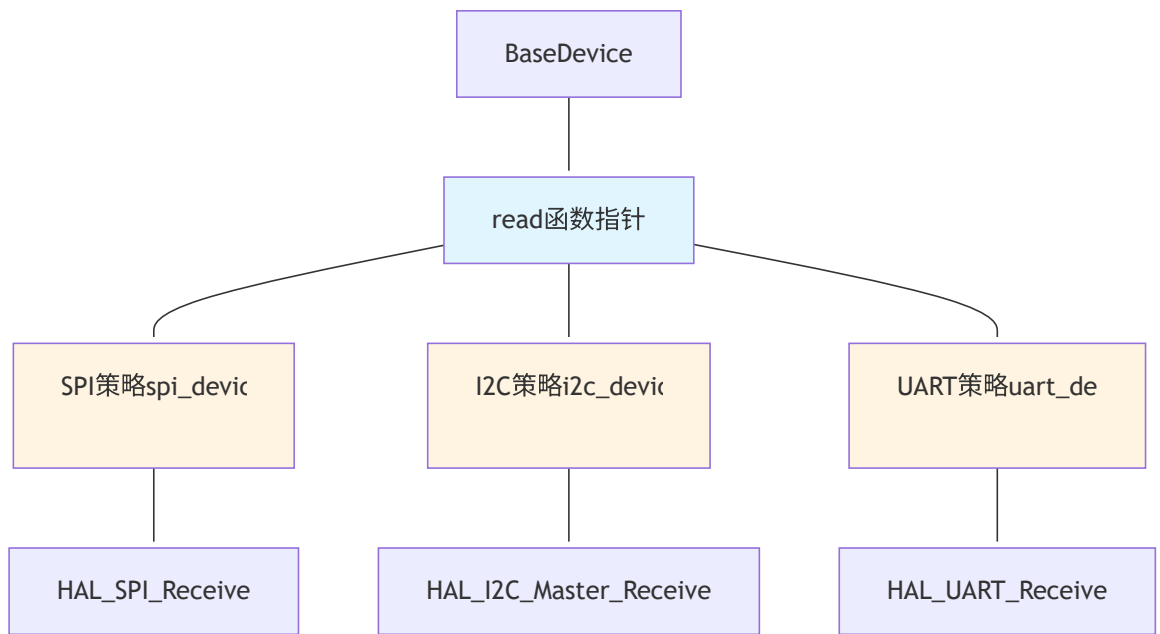 BaseDevice
read函数指针
SPI策略spi_devic
I2C策略i2c_devic
UART策略uart_de
HAL_SPI_Receive
HAL_I2C_Master_Receive
HAL_UART_Receive